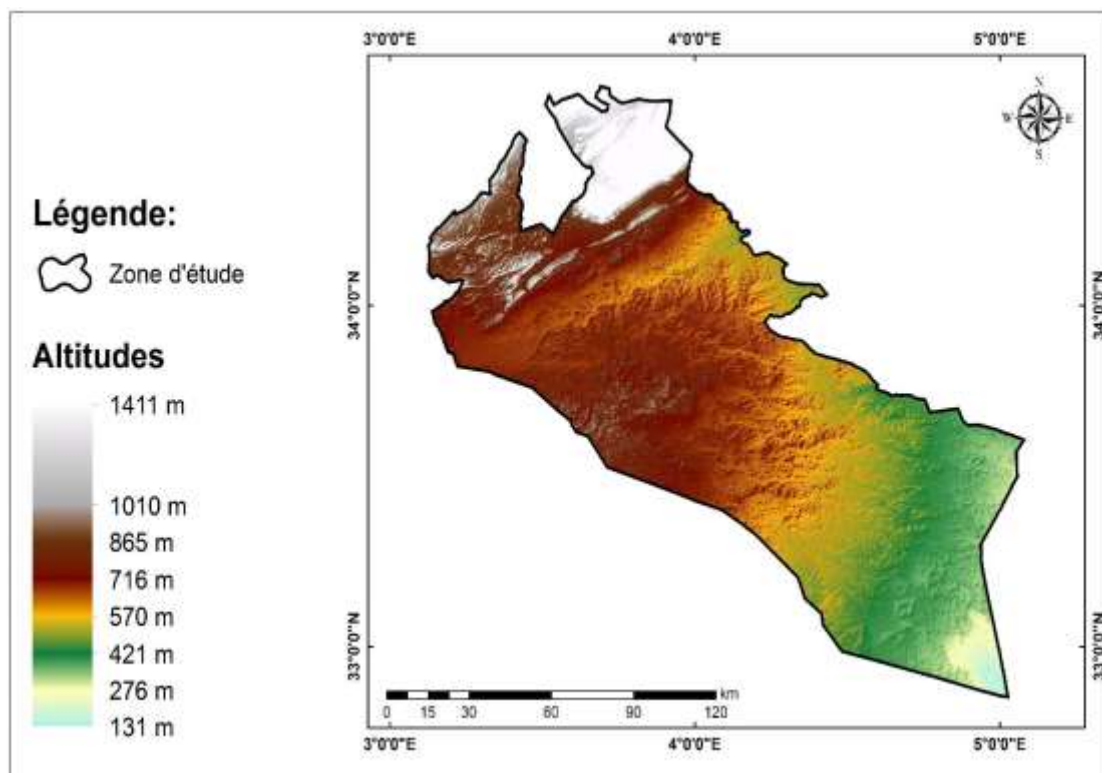 3°0'0"E 4°0'0"E 5°0'0"E
N
W E
S
Légende:
Zone d'étude
34°0'0"N 34°0'0"N
Altitudes
1411 m
1010 m
865 m
716 m
570 m
421 m
276 m
131 m
33°0'0"N 33°0'0"N
km
0 15 30 60 90 120
3°0'0"E 4°0'0"E 5°0'0"E